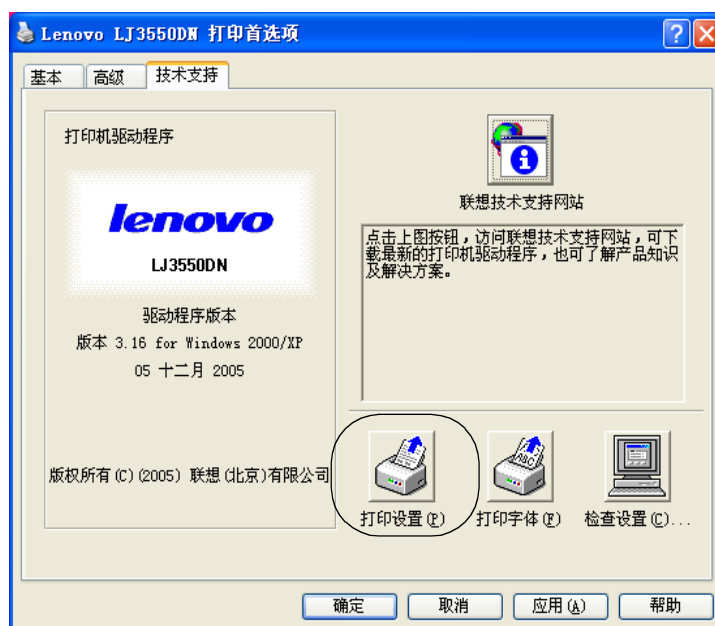 Lenovo LJ3550DN 打印首选项
基本 高级 技术支持
打印机驱动程序
lenovo
LJ3550DN
驱动程序版本
版本 3.16 for Windows 2000/XP
05 十二月 2005
版权所有(C)(2005) 联想(北京)有限公司
联想技术支持网站
点击上图按钮，访问联想技术支持网站，可下
载最新的打印机驱动程序，也可了解产品知识
及解决方案。
ABC
打印设置(P) 打印字体(F) 检查设置(C)...
确定 取消 应用(A) 帮助